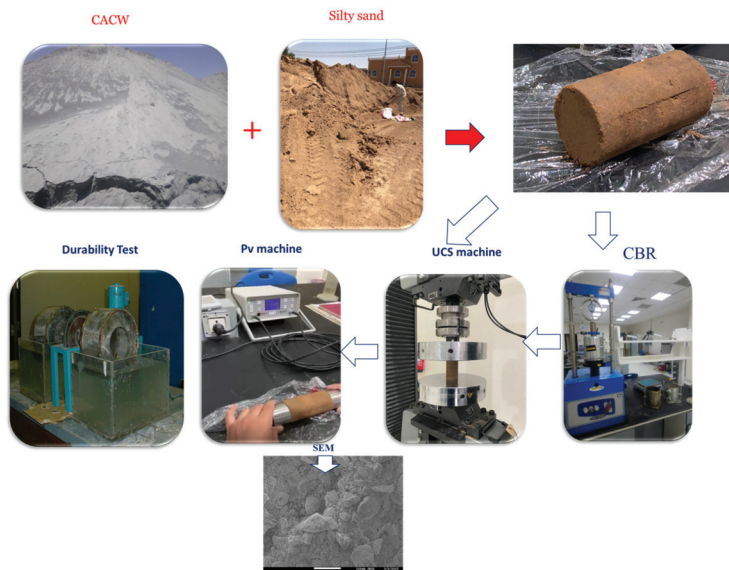 CACW
Silty sand
+
Durability Test
Pv machine
UCS machine
CBR
SEM